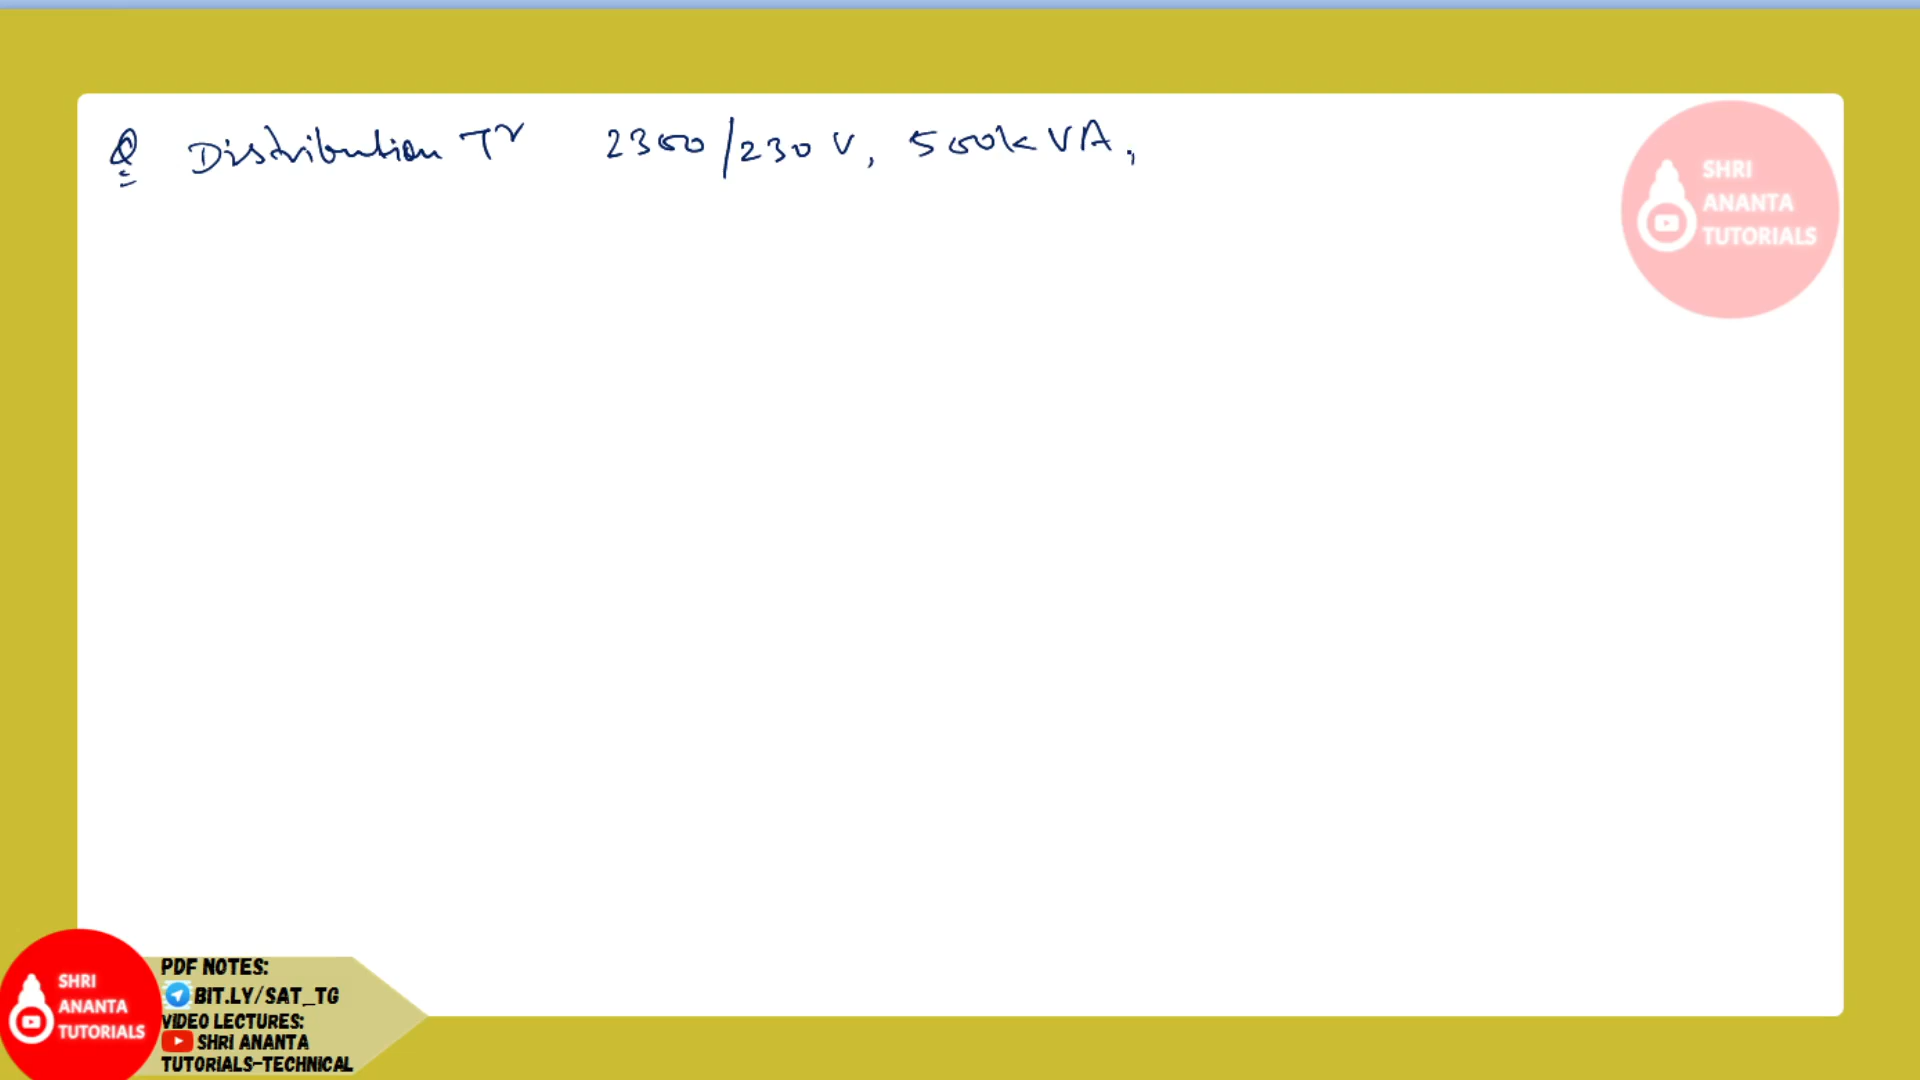 Q Distribution Tr 2300/230 V, 500kVA,
SHRI
ANANTA
TUTORIALS
PDF NOTES:
BIT.LY/SAT_TG
VIDEO LECTURES:
SHRI ANANTA
TUTORIALS-TECHNICAL
SHRI
ANANTA
TUTORIALS